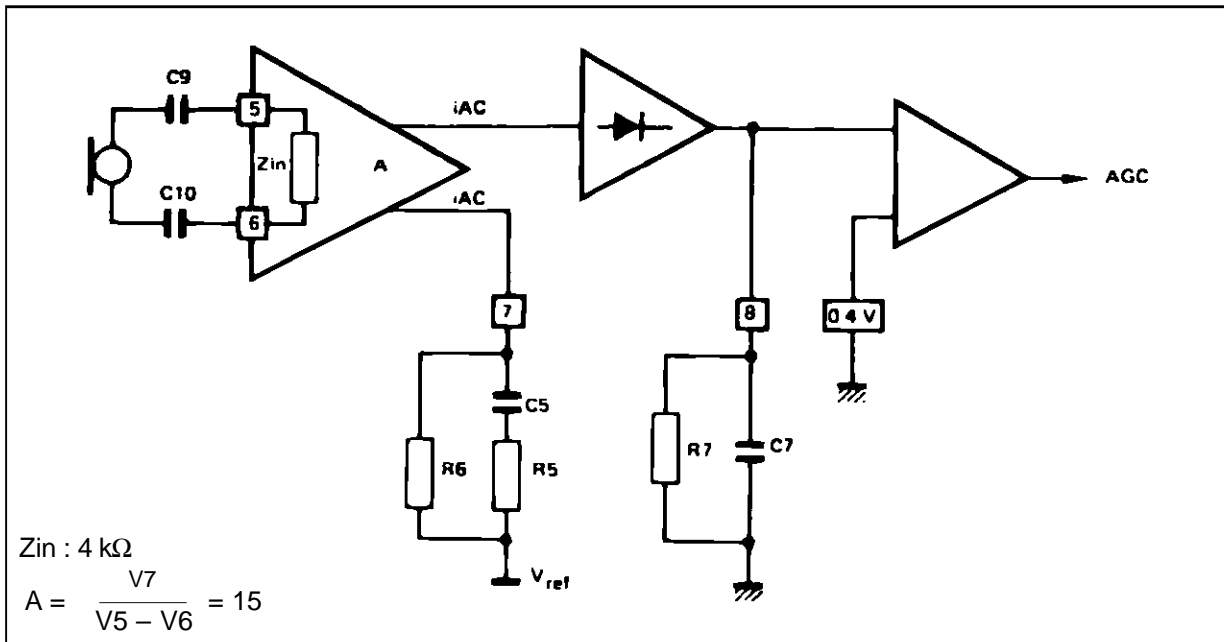 C9
5
iAC
Zin
A
AGC
C10
6
iAC
7
8
0 4 V
C5
R6
R5
R7
C7
Zin : 4 kΩ
V7
A = ――― = 15
V5 – V6
Vref